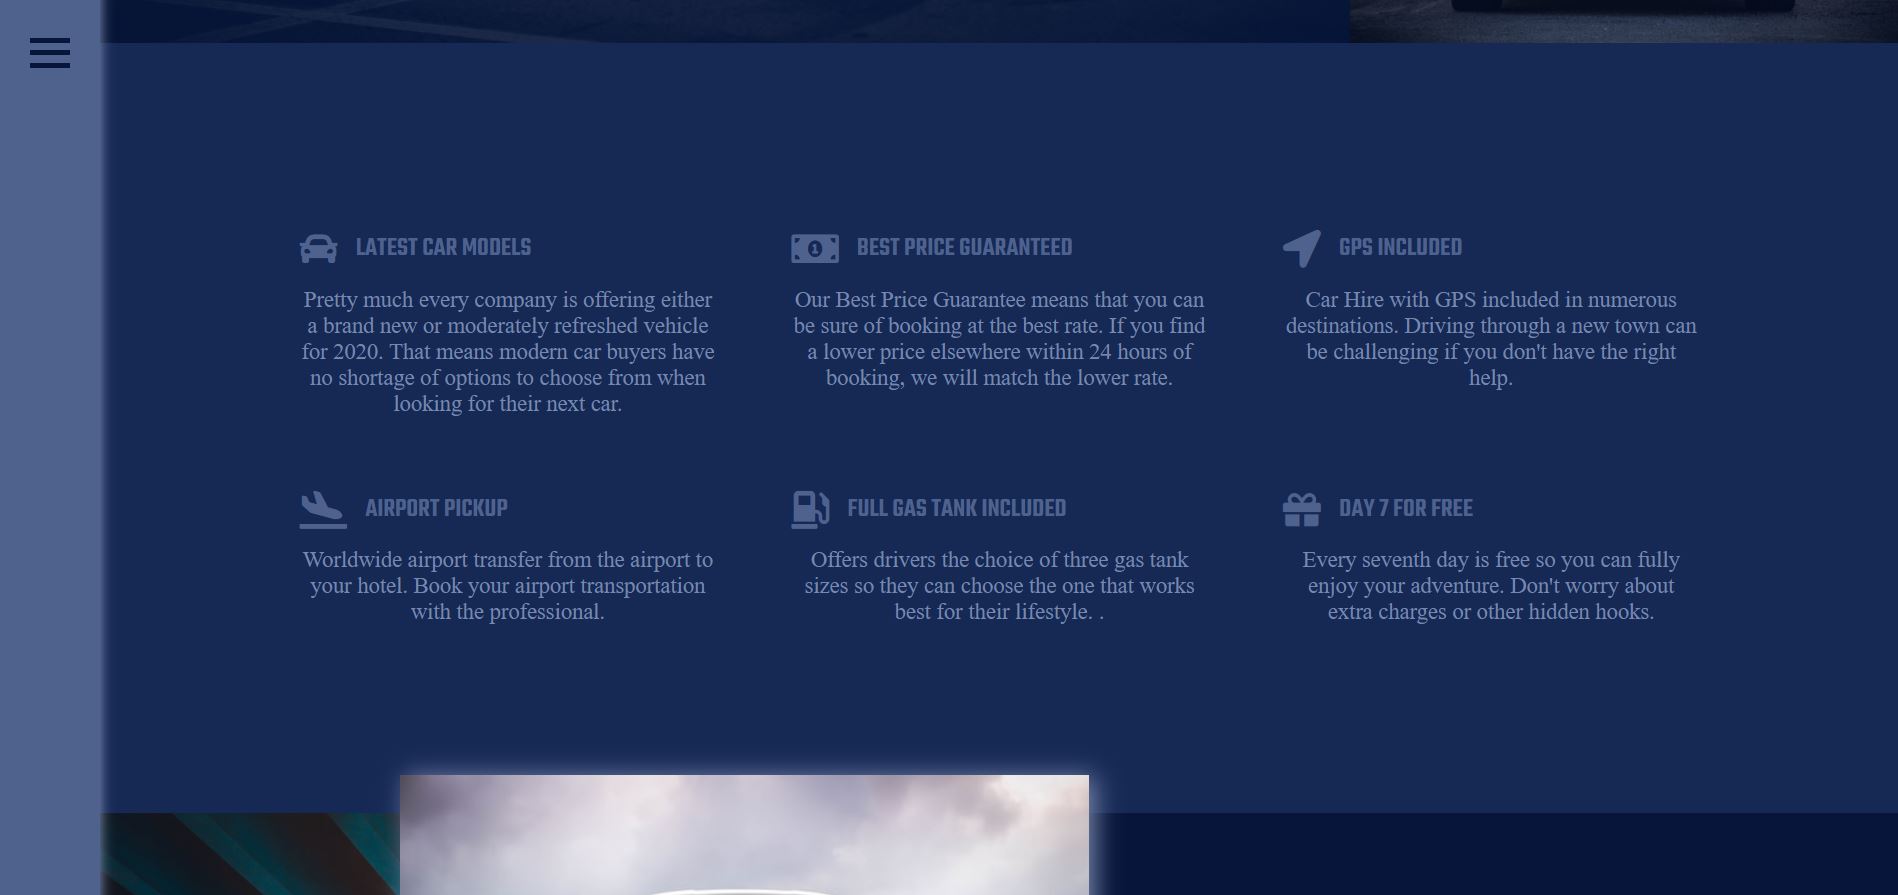 LATEST CAR MODELS
Pretty much every company is offering either
a brand new or moderately refreshed vehicle
for 2020. That means modern car buyers have
no shortage of options to choose from when
looking for their next car.
BEST PRICE GUARANTEED
Our Best Price Guarantee means that you can
be sure of booking at the best rate. If you find
a lower price elsewhere within 24 hours of
booking, we will match the lower rate.
GPS INCLUDED
Car Hire with GPS included in numerous
destinations. Driving through a new town can
be challenging if you don't have the right
help.
AIRPORT PICKUP
Worldwide airport transfer from the airport to
your hotel. Book your airport transportation
with the professional.
FULL GAS TANK INCLUDED
Offers drivers the choice of three gas tank
sizes so they can choose the one that works
best for their lifestyle. .
DAY 7 FOR FREE
Every seventh day is free so you can fully
enjoy your adventure. Don't worry about
extra charges or other hidden hooks.